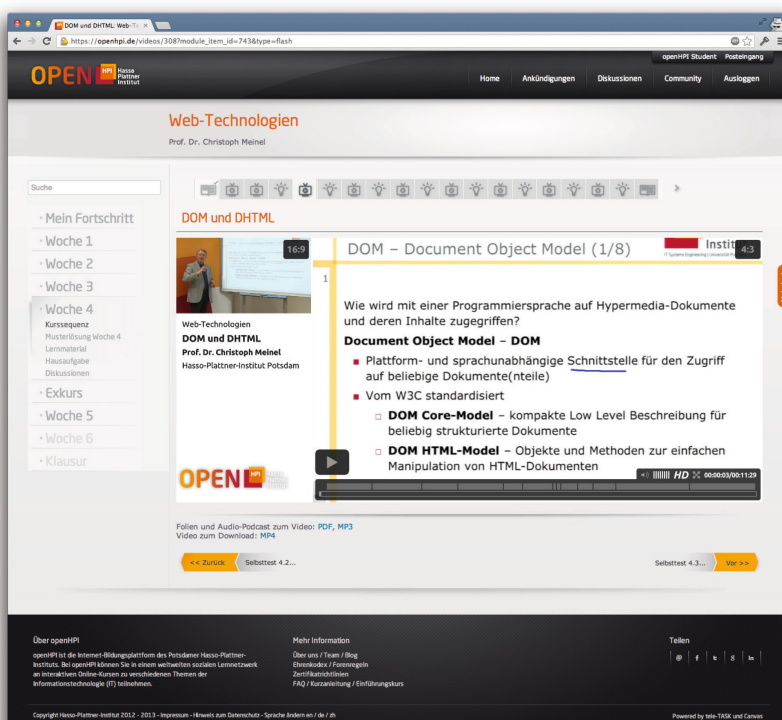 DOM und HTML: Web-Te
https://openhpi.de/videos/308?module_item_id=743&type=flash
openHPI Student Posteingang
OPEN HPI Hasso Plattner Institut
Home Ankündigungen Diskussionen Community Ausloggen
Web-Technologien
Prof. Dr. Christoph Meinel
Suche
· Mein Fortschritt
· Woche 1
· Woche 2
· Woche 3
· Woche 4
Kurssequenz
Musterlösung Woche 4
Lernmaterial
Hausaufgabe
Diskussionen
· Exkurs
· Woche 5
· Woche 6
· Klausur
DOM und DHTML
16:9
Web-Technologien
DOM und DHTML
Prof. Dr. Christoph Meinel
Hasso-Plattner-Institut Potsdam
OPEN HPI
DOM – Document Object Model (1/8)
Instit
4:3
1
Wie wird mit einer Programmiersprache auf Hypermedia-Dokumente
und deren Inhalte zugegriffen?
Document Object Model – DOM
Plattform- und sprachunabhängige Schnittstelle für den Zugriff
auf beliebige Dokumente(nteile)
Vom W3C standardisiert
DOM Core-Model – kompakte Low Level Beschreibung für
beliebig strukturierte Dokumente
DOM HTML-Model – Objekte und Methoden zur einfachen
Manipulation von HTML-Dokumenten
HD 00:00:03/00:11:29
Folien und Audio-Podcast zum Video: PDF, MP3
Video zum Download: MP4
<< Zurück Selbsttest 4.2...
Selbsttest 4.3... Vor >>
Über openHPI
openHPI ist die Internet-Bildungsplattform des Potsdamer Hasso-Plattner-
Instituts. Bei openHPI können Sie in einem weltweiten sozialen Lernnetzwerk
an interaktiven Online-Kursen zu verschiedenen Themen der
Informationstechnologie (IT) teilnehmen.
Mehr Information
Über uns / Team / Blog
Ehrenkodex / Forenregeln
Zertifikatrichtlinien
FAQ / Kurzanleitung / Einführungskurs
Teilen
@ f t g in
Copyright Hasso-Plattner-Institut 2012 - 2013 - Impressum - Hinweis zum Datenschutz - Sprache ändern en / de / zh
Powered by tele-TASK und Canvas